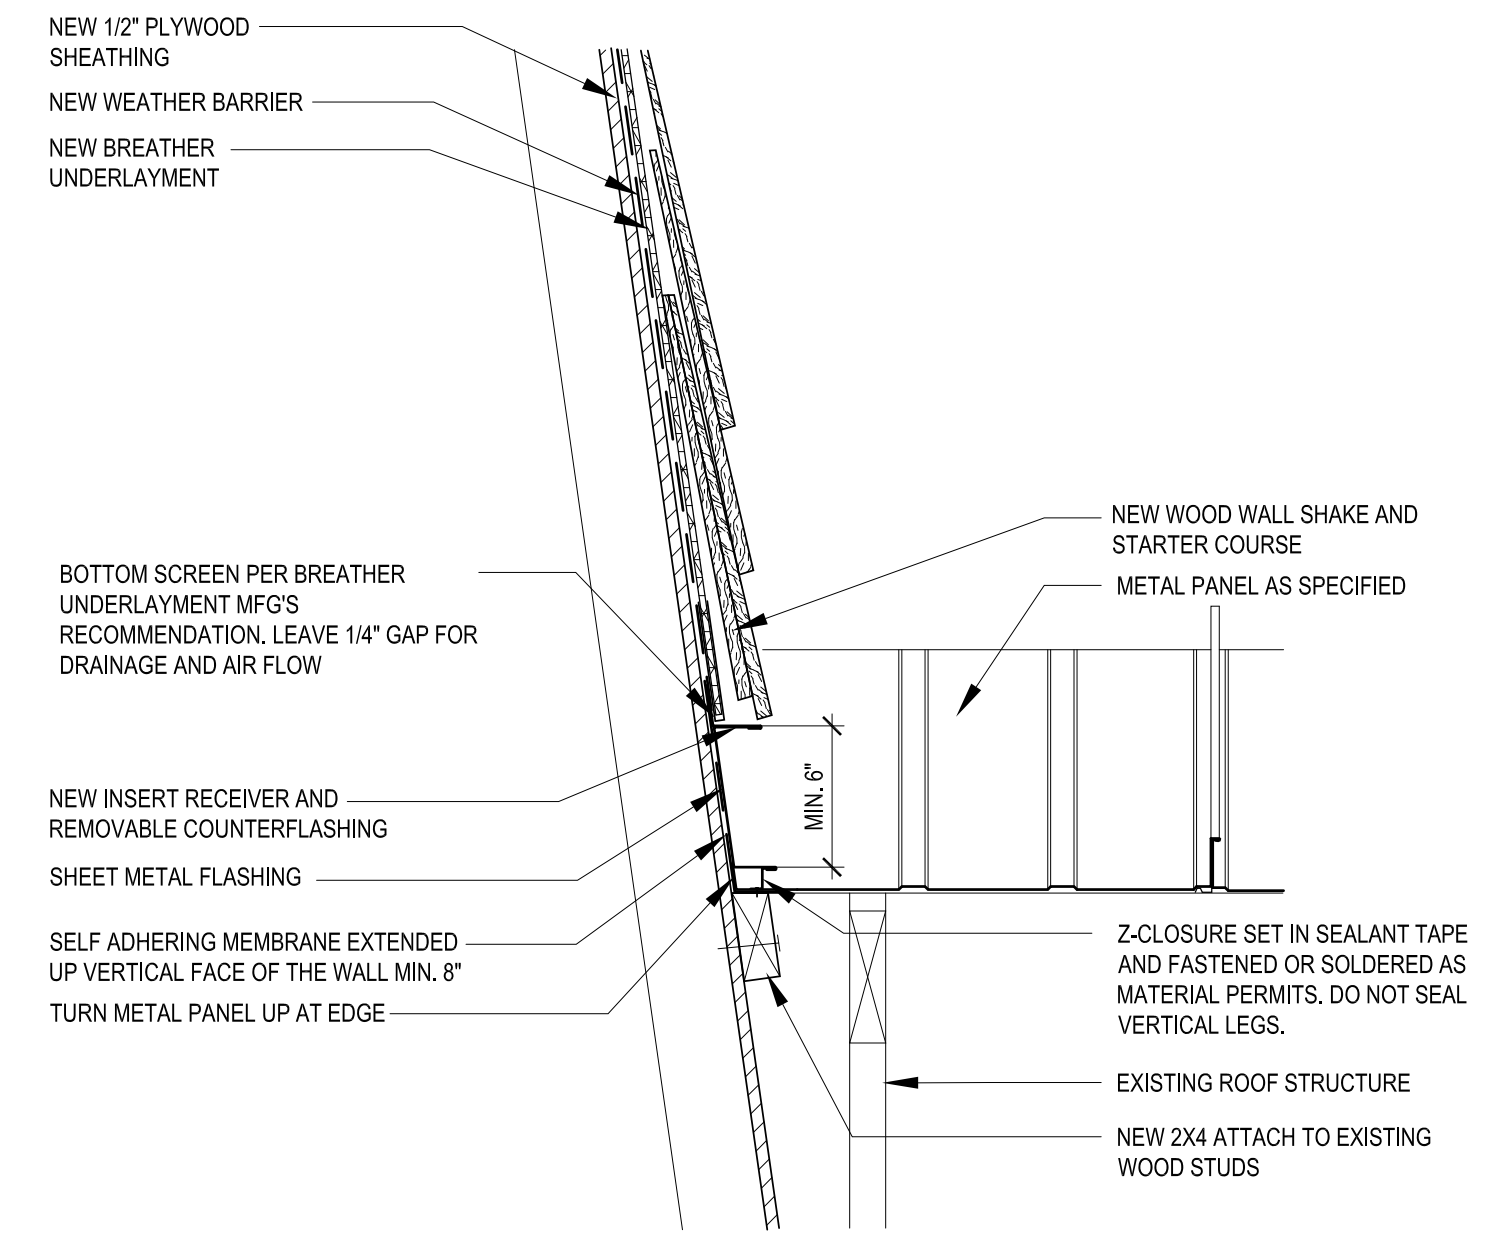 NEW 1/2" PLYWOOD
SHEATHING
NEW WEATHER BARRIER
NEW BREATHER
UNDERLAYMENT
BOTTOM SCREEN PER BREATHER
UNDERLAYMENT MFG'S
RECOMMENDATION. LEAVE 1/4" GAP FOR
DRAINAGE AND AIR FLOW
NEW INSERT RECEIVER AND
REMOVABLE COUNTERFLASHING
SHEET METAL FLASHING
SELF ADHERING MEMBRANE EXTENDED
UP VERTICAL FACE OF THE WALL MIN. 8"
TURN METAL PANEL UP AT EDGE
MIN. 6"
NEW WOOD WALL SHAKE AND
STARTER COURSE
METAL PANEL AS SPECIFIED
Z-CLOSURE SET IN SEALANT TAPE
AND FASTENED OR SOLDERED AS
MATERIAL PERMITS. DO NOT SEAL
VERTICAL LEGS.
EXISTING ROOF STRUCTURE
NEW 2X4 ATTACH TO EXISTING
WOOD STUDS